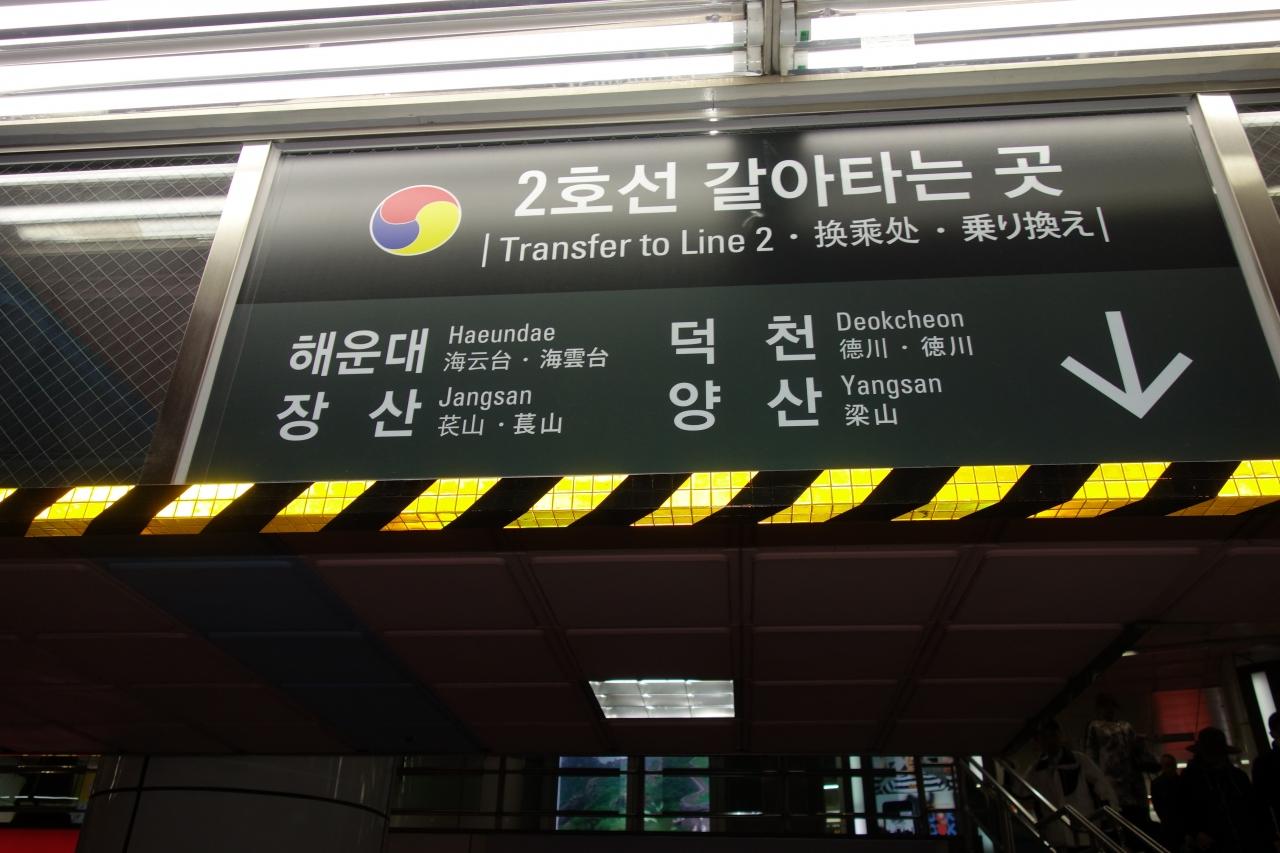 2호선 갈아타는 곳
| Transfer to Line 2 · 换乘处 · 乗り換え |
해운대 Haeundae
海云台 · 海雲台
장 산 Jangsan
苌山 · 萇山
덕 천 Deokcheon
德川 · 徳川
양 산 Yangsan
梁山